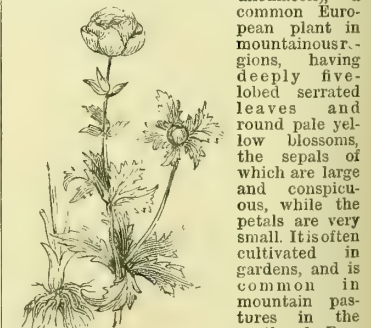 common Euro-
pean plant in
mountainous re-
gions, having
deeply five-
lobed serrated
leaves and
round pale yel-
low blossoms,
the sepals of
which are large
and conspicu-
ous, while the
petals are very
small. It is often
cultivated in
gardens, and is
common in
mountain pas-
tures in the